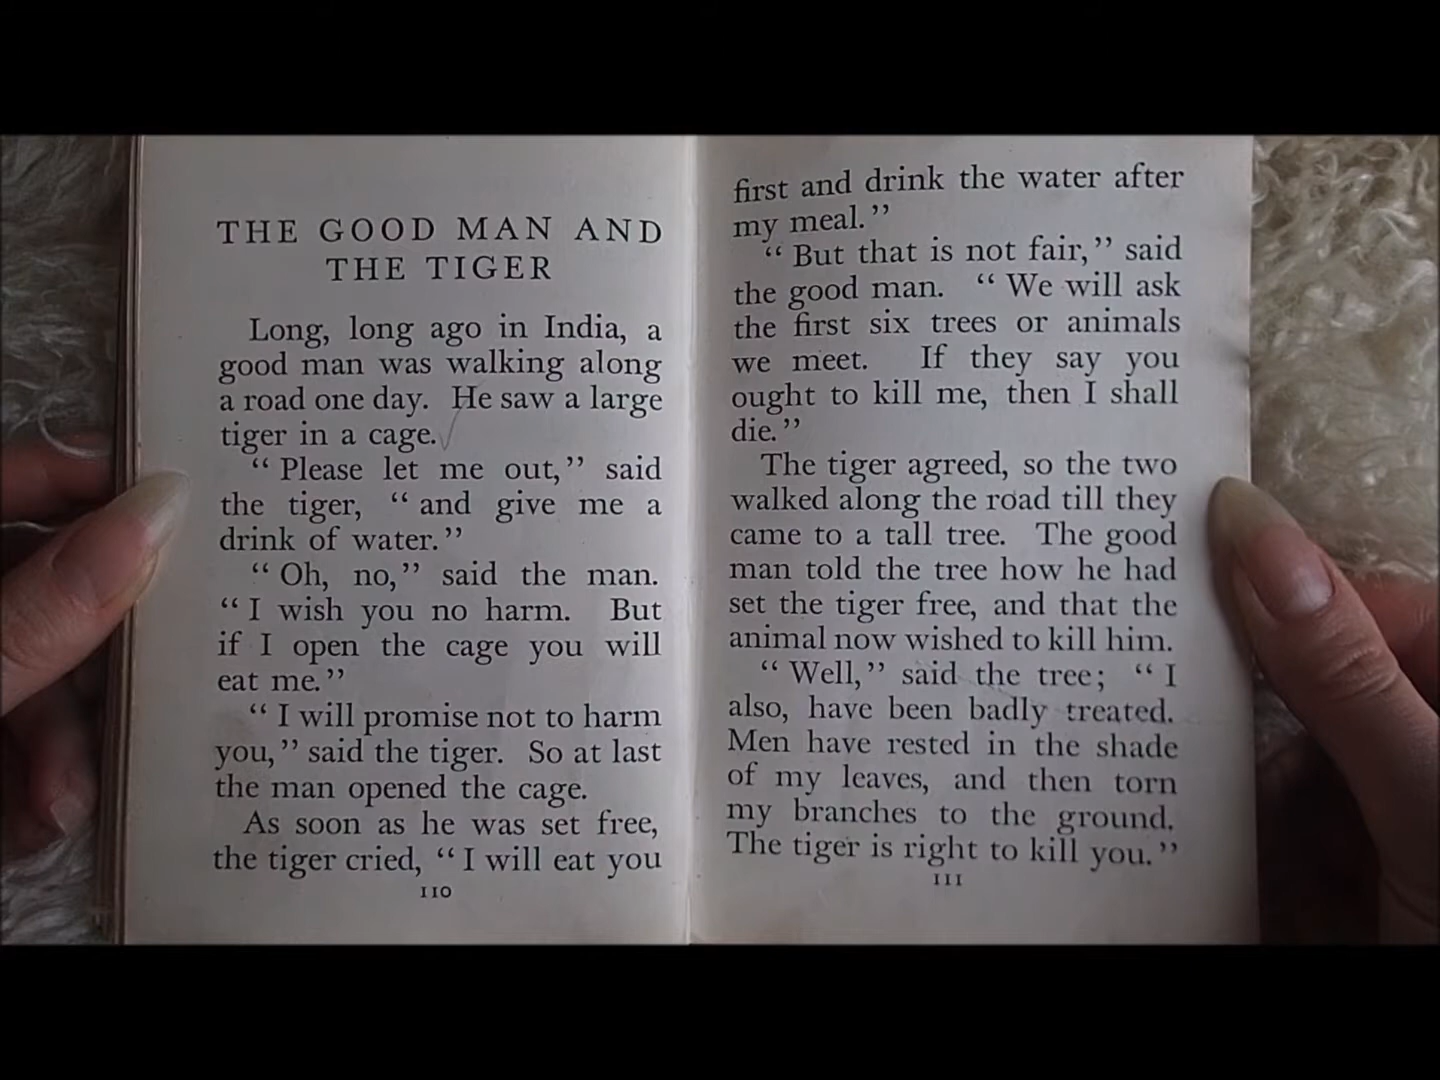 THE GOOD MAN AND
THE TIGER
Long, long ago in India, a
good man was walking along
a road one day. He saw a large
tiger in a cage.
“ Please let me out,” said
the tiger, “ and give me a
drink of water.”
“ Oh, no,” said the man.
“ I wish you no harm. But
if I open the cage you will
eat me.”
“ I will promise not to harm
you,” said the tiger. So at last
the man opened the cage.
As soon as he was set free,
the tiger cried, “ I will eat you
110
first and drink the water after
my meal.”
“ But that is not fair,” said
the good man. “ We will ask
the first six trees or animals
we meet. If they say you
ought to kill me, then I shall
die.”
The tiger agreed, so the two
walked along the road till they
came to a tall tree. The good
man told the tree how he had
set the tiger free, and that the
animal now wished to kill him.
“ Well,” said the tree; “ I
also, have been badly treated.
Men have rested in the shade
of my leaves, and then torn
my branches to the ground.
The tiger is right to kill you.”
111